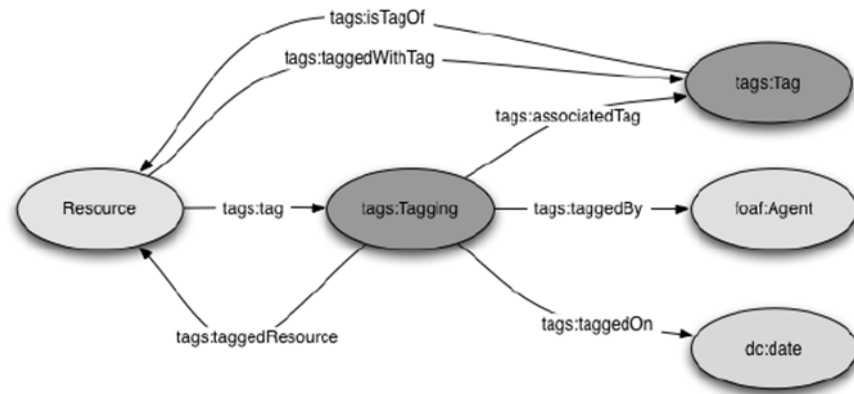 tags:isTagOf
tags:taggedWithTag
tags:Tag
tags:associatedTag
Resource
tags:tag
tags:Tagging
tags:taggedBy
foaf:Agent
tags:taggedResource
tags:taggedOn
dc:date